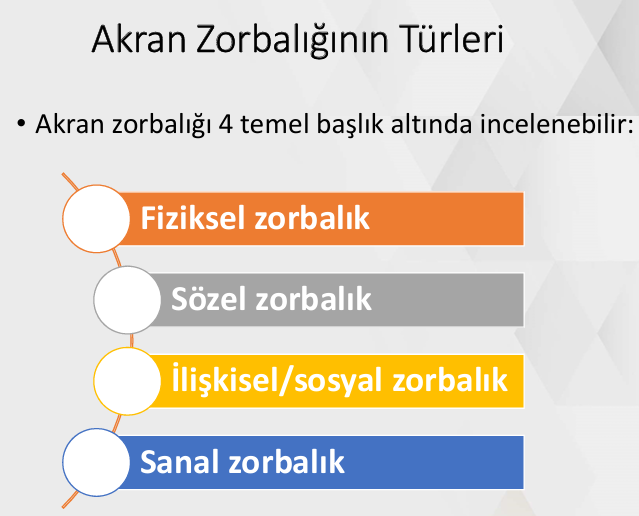 Akran Zorbalığının Türleri
• Akran zorbalığı 4 temel başlık altında incelenebilir:
Fiziksel zorbalık
Sözel zorbalık
İlişkisel/sosyal zorbalık
Sanal zorbalık